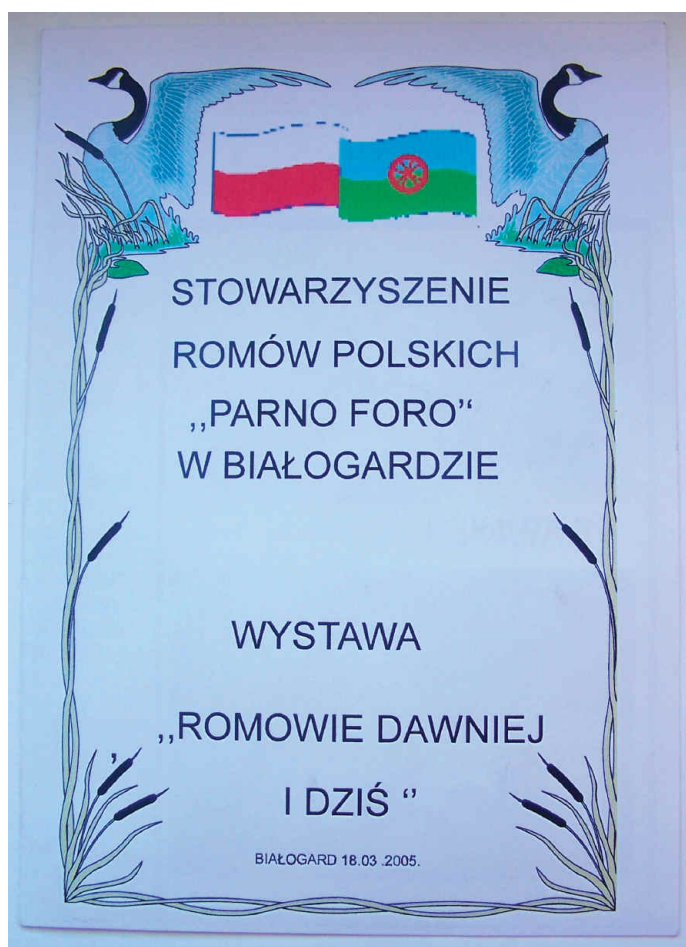 STOWARZYSZENIE
ROMÓW POLSKICH
,,PARNO FORO“
W BIAŁOGARDZIE
WYSTAWA
,,ROMOWIE DAWNIEJ
I DZIŚ “
BIAŁOGARD 18.03 .2005.